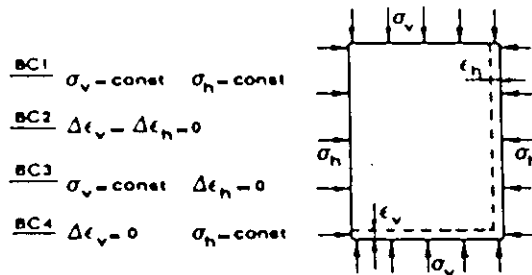 σᵥ
BC1 σᵥ=const σₕ=const
ϵₕ
BC2 Δϵᵥ=Δϵₕ=0
BC3 σᵥ=const Δϵₕ=0
σₕ σₕ
BC4 Δϵᵥ=0 σₕ=const
ϵᵥ
σᵥ